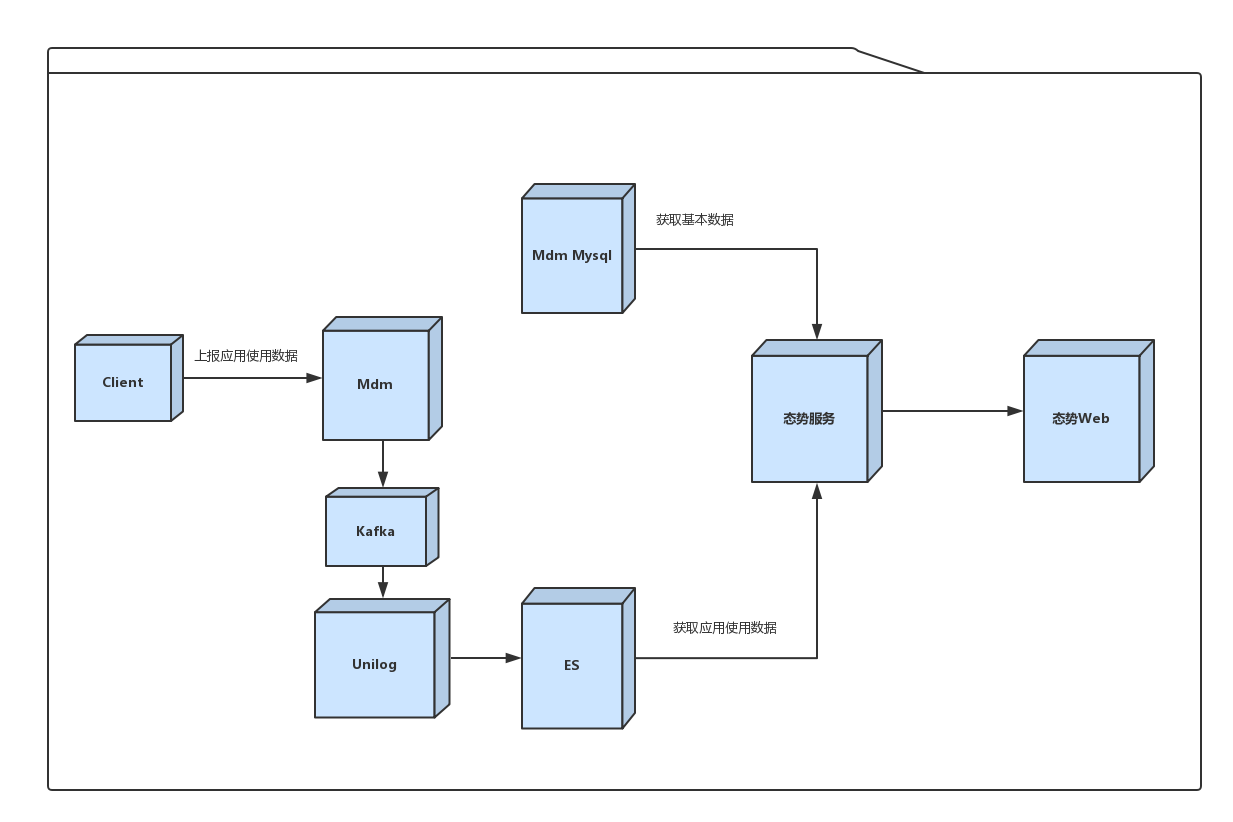 获取基本数据
Mdm Mysql
上报应用使用数据
Client
Mdm
态势服务
态势Web
Kafka
获取应用使用数据
Unilog
ES